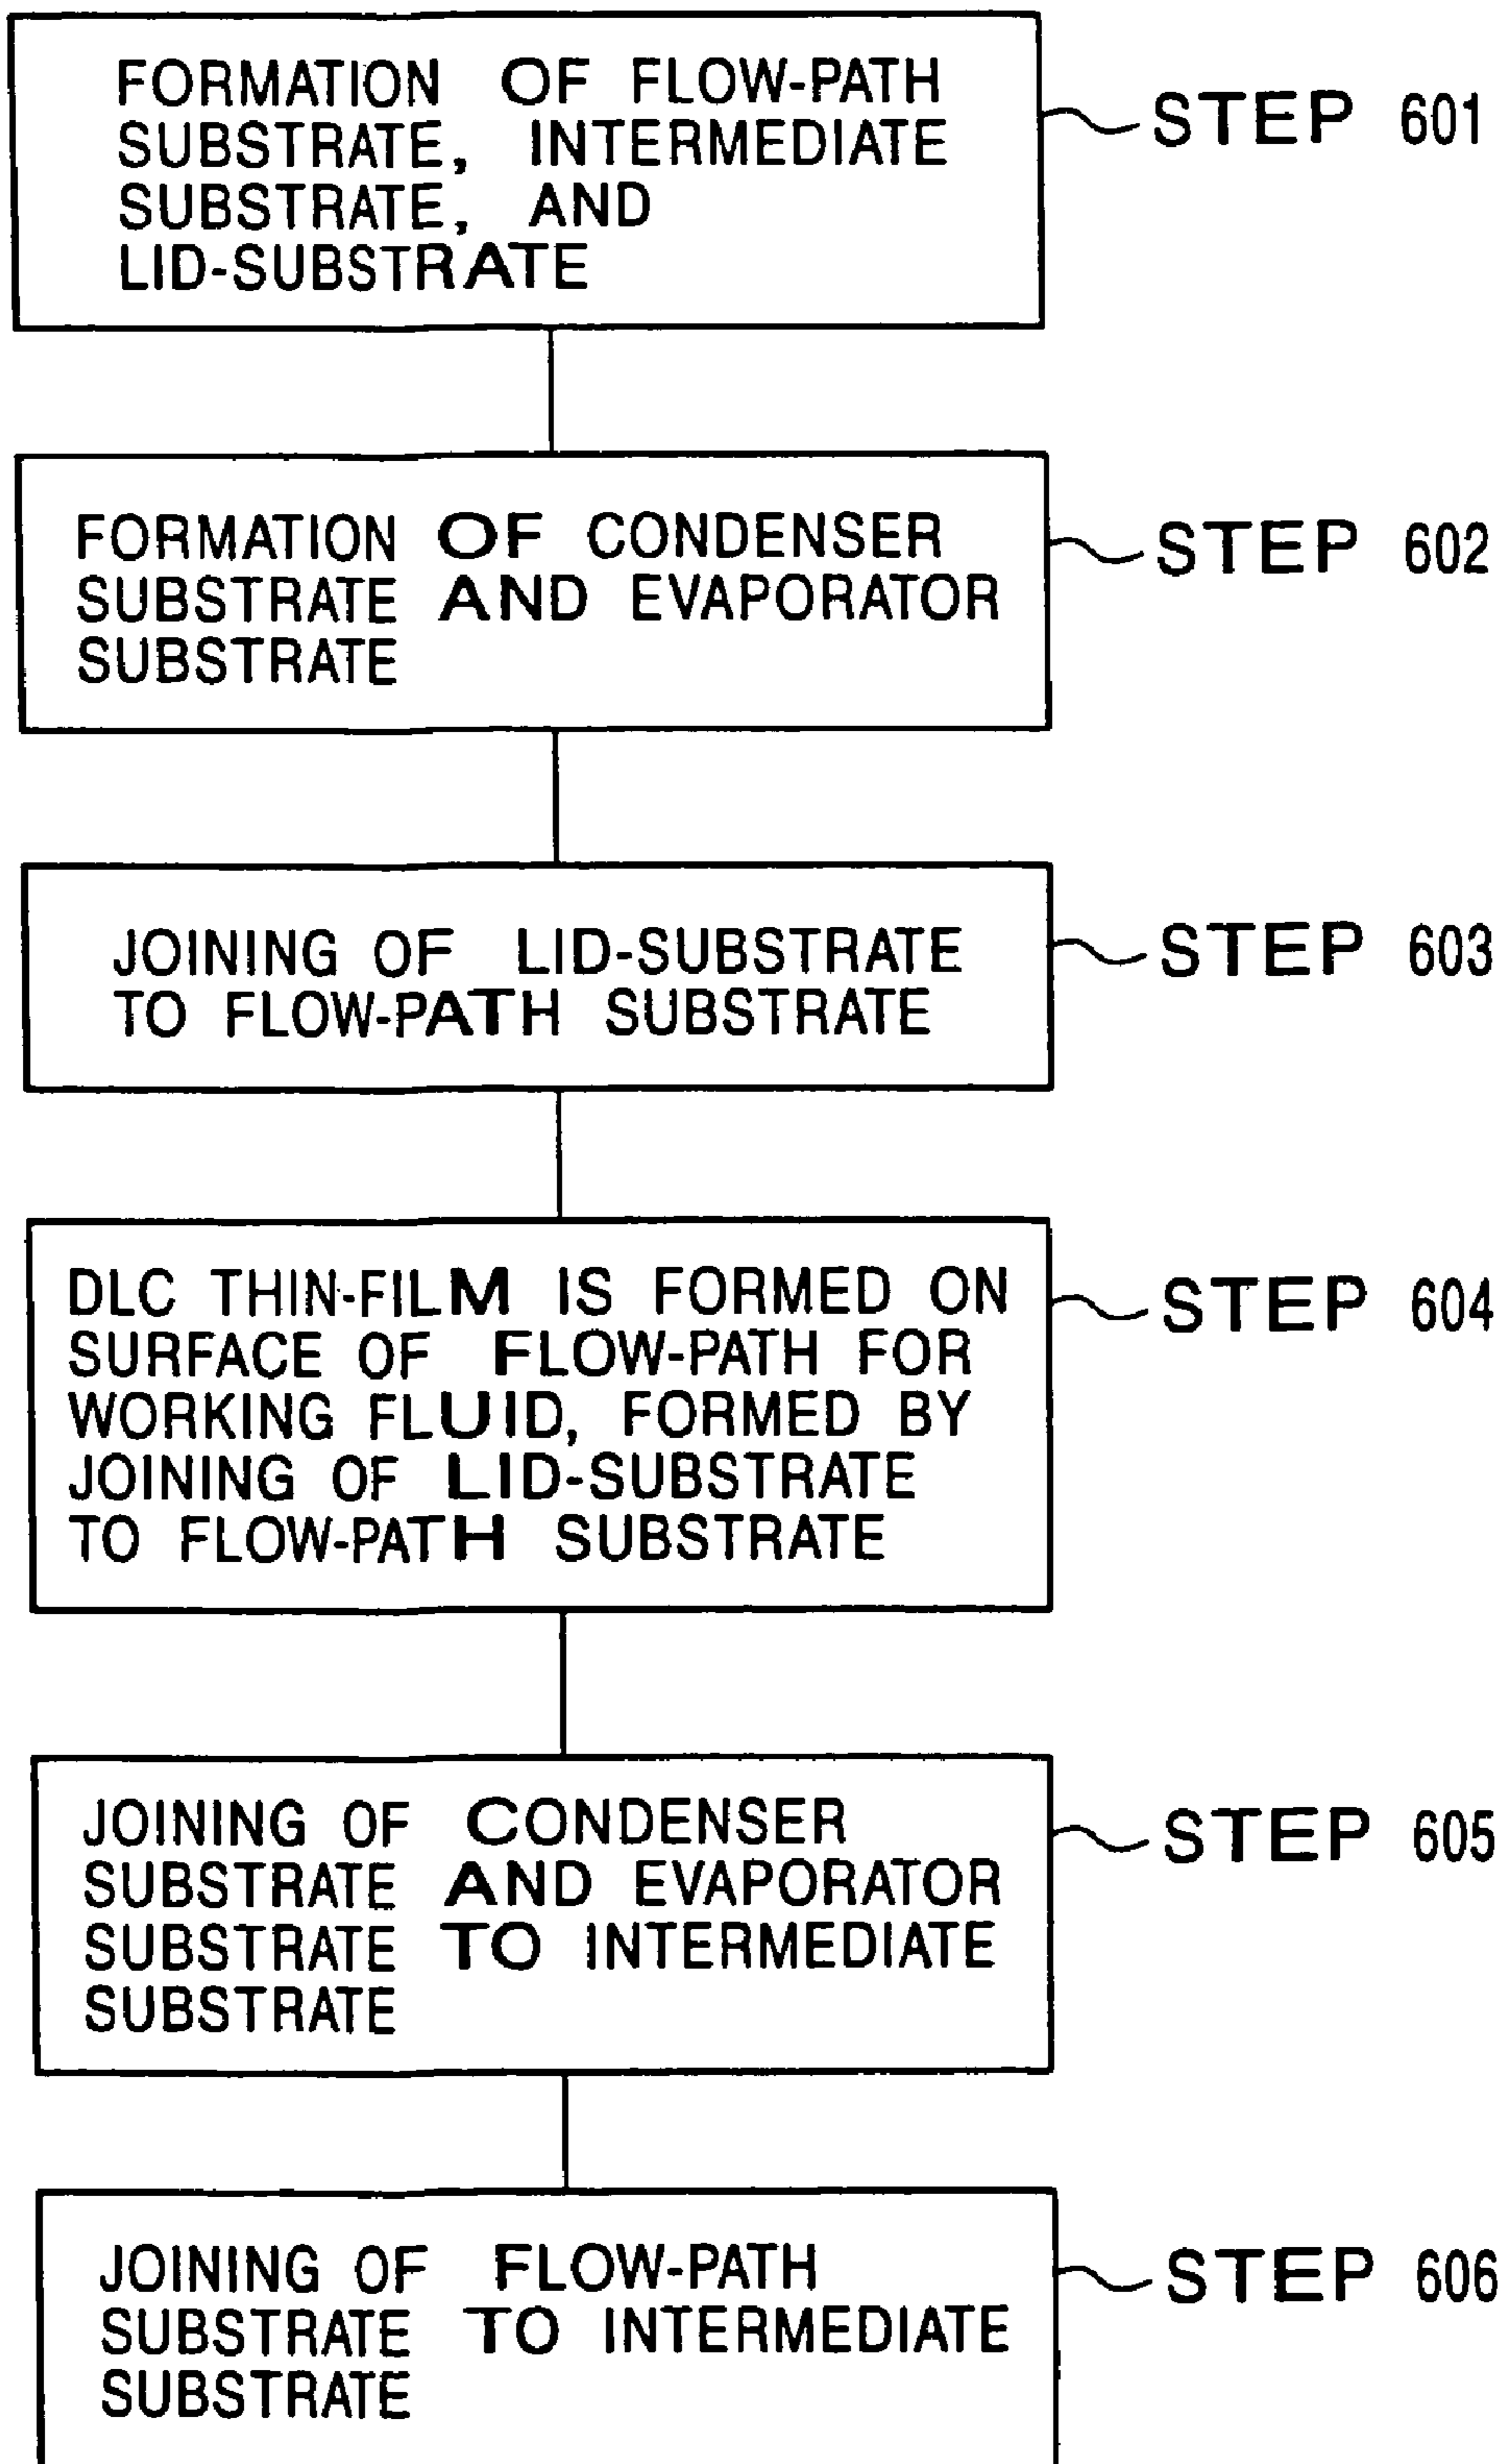 FORMATION OF FLOW-PATH
SUBSTRATE, INTERMEDIATE
SUBSTRATE, AND
LID-SUBSTRATE
STEP 601
FORMATION OF CONDENSER
SUBSTRATE AND EVAPORATOR
SUBSTRATE
STEP 602
JOINING OF LID-SUBSTRATE
TO FLOW-PATH SUBSTRATE
STEP 603
DLC THIN-FILM IS FORMED ON
SURFACE OF FLOW-PATH FOR
WORKING FLUID, FORMED BY
JOINING OF LID-SUBSTRATE
TO FLOW-PATH SUBSTRATE
STEP 604
JOINING OF CONDENSER
SUBSTRATE AND EVAPORATOR
SUBSTRATE TO INTERMEDIATE
SUBSTRATE
STEP 605
JOINING OF FLOW-PATH
SUBSTRATE TO INTERMEDIATE
SUBSTRATE
STEP 606